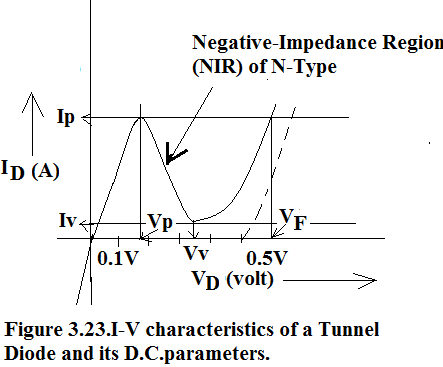 Negative-Impedance Region
(NIR) of N-Type
Ip
ID (A)
Iv
Vp
VF
0.1V
Vv
0.5V
VD (volt)
Figure 3.23.I-V characteristics of a Tunnel
Diode and its D.C.parameters.